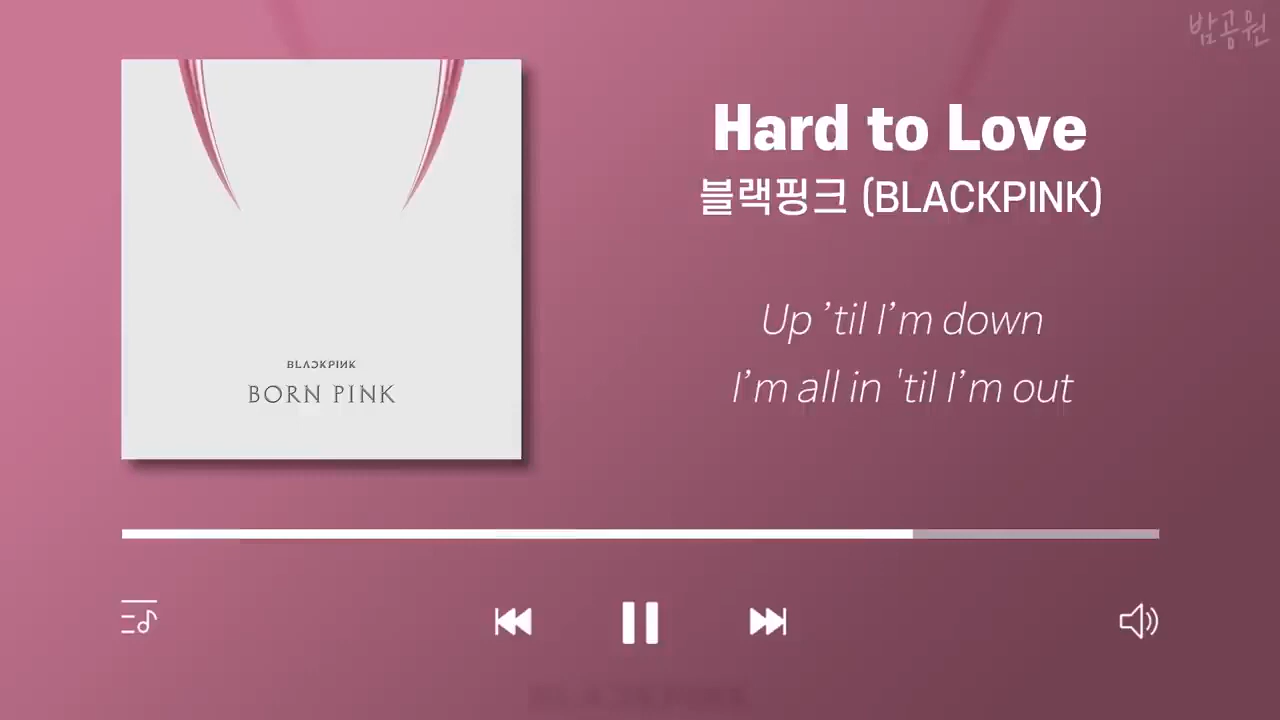 밤공원
Hard to Love
블랙핑크 (BLACKPINK)
Up ’til I’m down
I’m all in 'til I’m out
BLACKPINK
BORN PINK